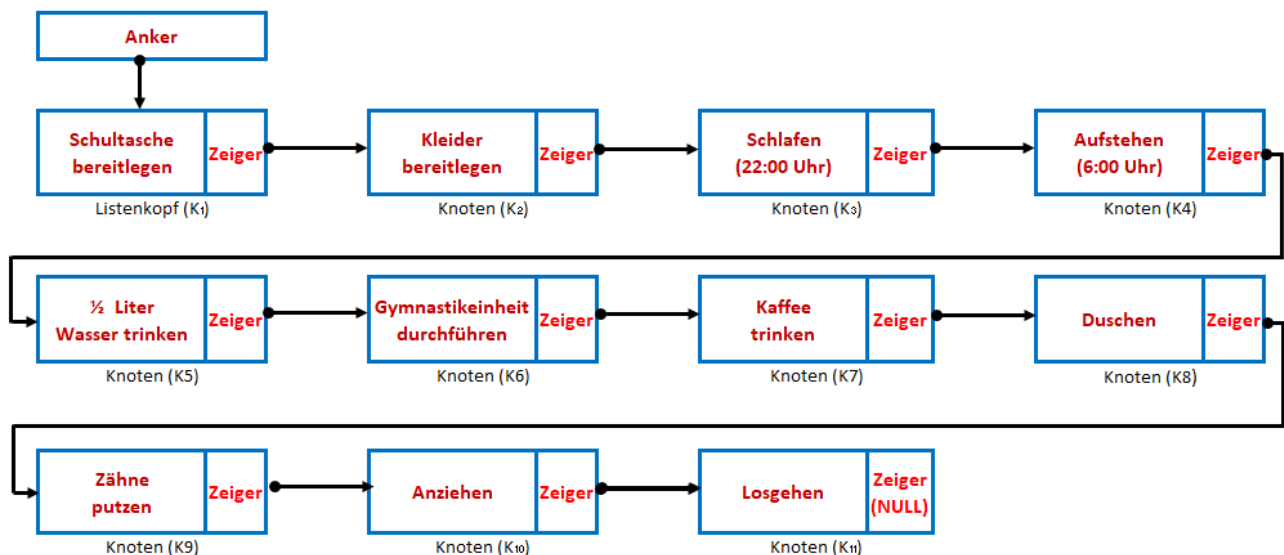 Anker
Schultasche
bereitlegen
Zeiger
Kleider
bereitlegen
Zeiger
Schlafen
(22:00 Uhr)
Zeiger
Aufstehen
(6:00 Uhr)
Zeiger
Listenkopf (K₁)
Knoten (K₂)
Knoten (K₃)
Knoten (K4)
½ Liter
Wasser trinken
Zeiger
Gymnastikeinheit
durchführen
Zeiger
Kaffee
trinken
Zeiger
Duschen
Zeiger
Knoten (K5)
Knoten (K6)
Knoten (K7)
Knoten (K8)
Zähne
putzen
Zeiger
Anziehen
Zeiger
Losgehen
Zeiger
(NULL)
Knoten (K9)
Knoten (K₁₀)
Knoten (K₁₁)